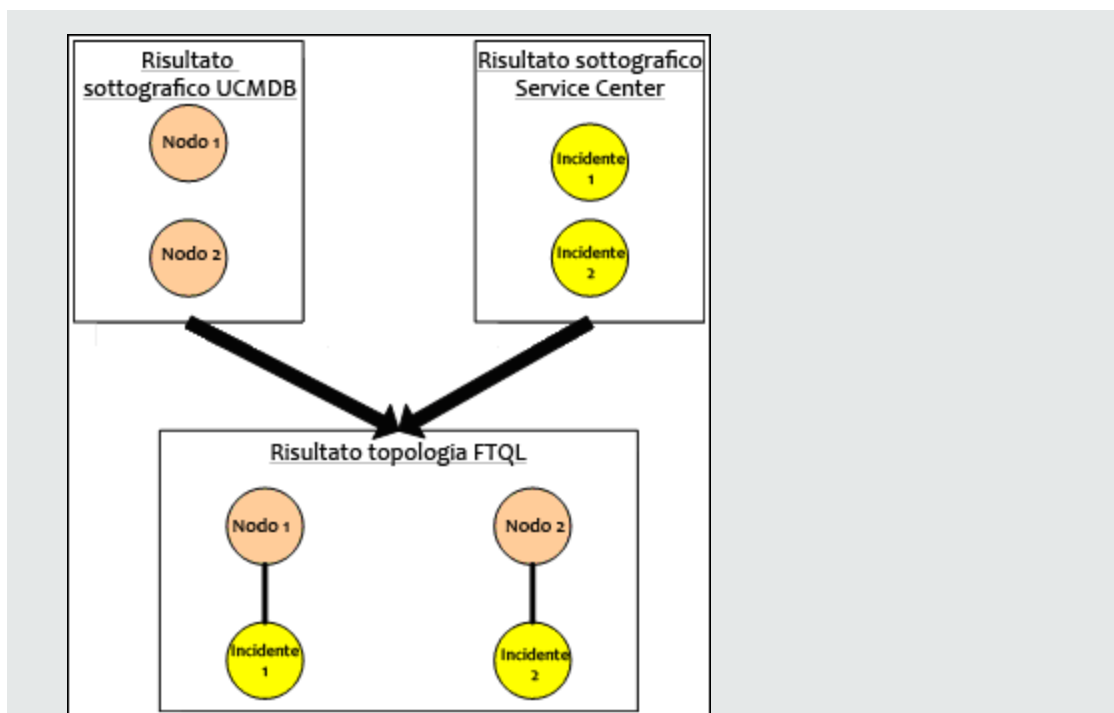 Risultato
sottografico UCMDB
Nodo 1
Nodo 2
Risultato sottografico
Service Center
Incidente
1
Incidente
2
Risultato topologia FTQL
Nodo 1
Nodo 2
Incidente
1
Incidente
2